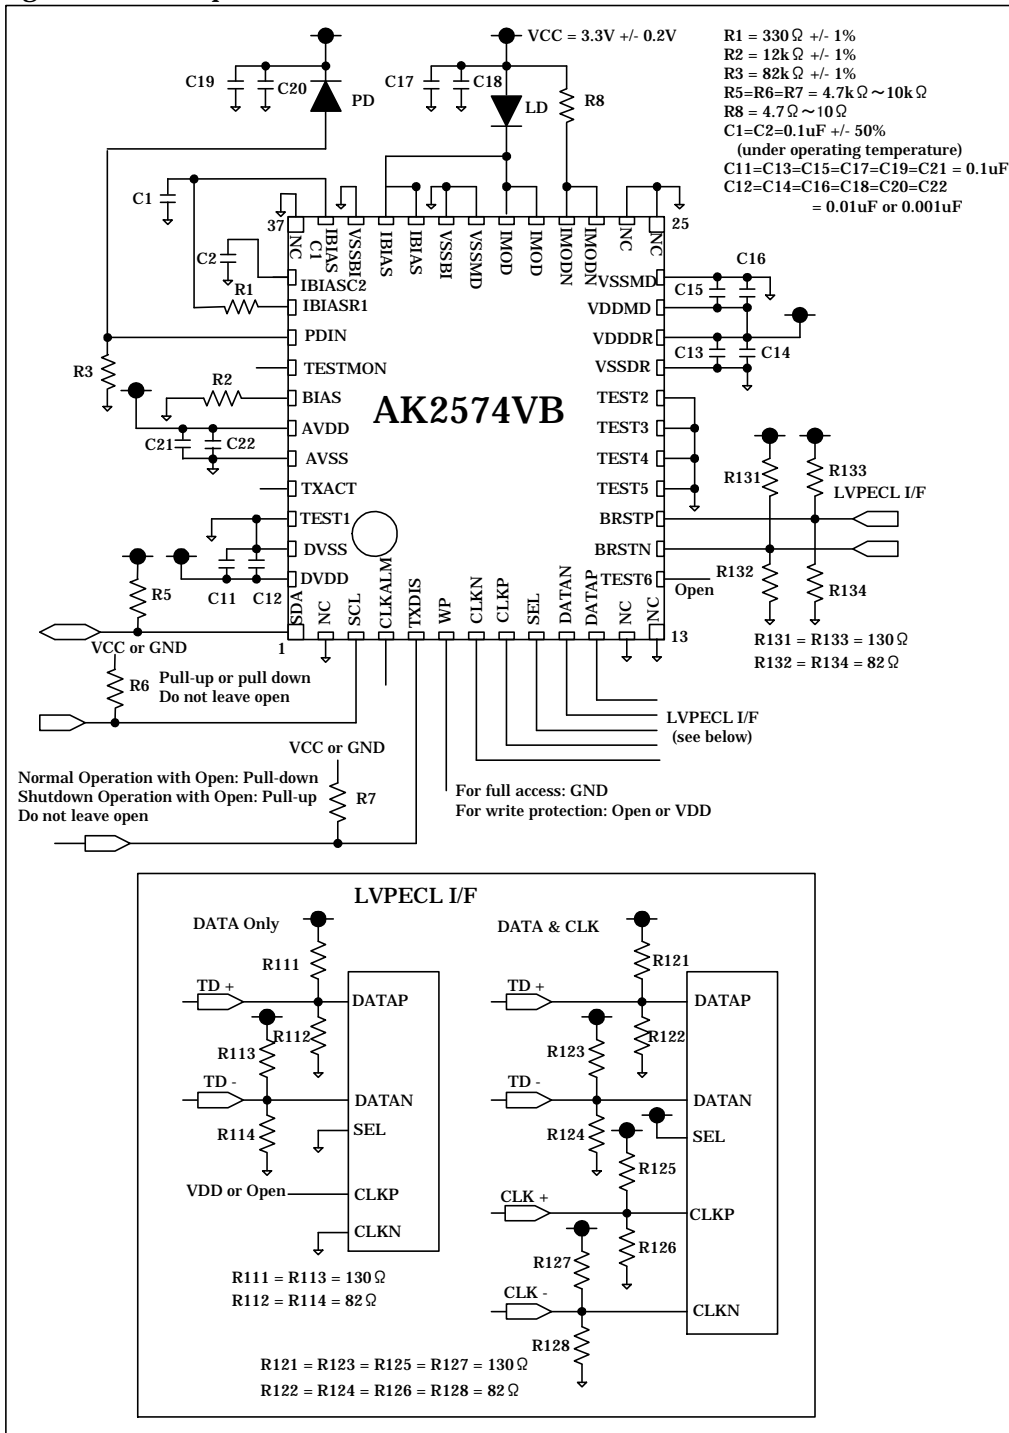 VCC = 3.3V +/- 0.2V
R1 = 330Ω +/- 1%
R2 = 12kΩ +/- 1%
R3 = 82kΩ +/- 1%
R5=R6=R7 = 4.7kΩ～10kΩ
R8 = 4.7Ω～10Ω
C1=C2=0.1uF +/- 50%
(under operating temperature)
C11=C13=C15=C17=C19=C21 = 0.1uF
C12=C14=C16=C18=C20=C22
= 0.01uF or 0.001uF
C19
C20
PD
C17
C18
LD
R8
C1
37
NC
IBIAS
C1
VSSBI
IBIAS
IBIAS
VSSBI
VSSMD
IMOD
IMOD
IMODN
IMODN
NC
NC
25
C2
R1
R3
R2
C21
C22
C11
C12
R5
IBIASC2
IBIASR1
PDIN
TESTMON
BIAS
AVDD
AVSS
TXACT
TEST1
DVSS
DVDD
AK2574VB
VSSMD
VDDMD
VDDDR
VSSDR
TEST2
TEST3
TEST4
TEST5
BRSTP
BRSTN
TEST6
Open
C15
C16
C13
C14
R131
R133
LVPECL I/F
R132
R134
R131 = R133 = 130Ω
R132 = R134 = 82Ω
1
SDA
NC
SCL
CLKALM
TXDIS
WP
CLKN
CLKP
SEL
DATAN
DATAP
NC
NC
13
VCC or GND
R6
Pull-up or pull down
Do not leave open
VCC or GND
R7
Normal Operation with Open: Pull-down
Shutdown Operation with Open: Pull-up
Do not leave open
LVPECL I/F
(see below)
For full access: GND
For write protection: Open or VDD
LVPECL I/F
DATA Only
R111
TD +
DATAP
R112
R113
TD -
DATAN
R114
SEL
VDD or Open
CLKP
CLKN
R111 = R113 = 130Ω
R112 = R114 = 82Ω
DATA & CLK
R121
TD +
DATAP
R122
R123
TD -
DATAN
R124
SEL
R125
CLK +
CLKP
R126
R127
CLK -
CLKN
R128
R121 = R123 = R125 = R127 = 130Ω
R122 = R124 = R126 = R128 = 82Ω